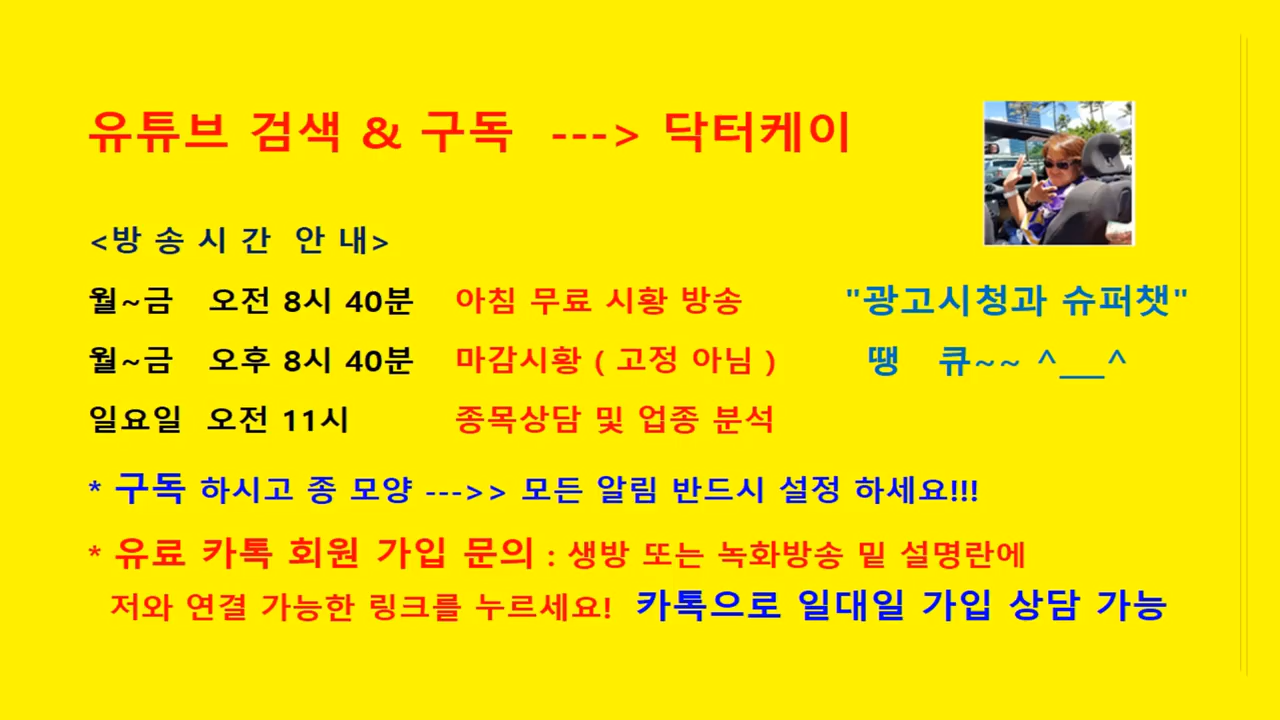 유튜브 검색 & 구독 ---> 닥터케이
<방 송 시 간 안 내>
월~금 오전 8시 40분 아침 무료 시황 방송 "광고시청과 슈퍼챗"
월~금 오후 8시 40분 마감시황 ( 고정 아님 ) 땡 큐~~ ^__^
일요일 오전 11시 종목상담 및 업종 분석
* 구독 하시고 종 모양 --->> 모든 알림 반드시 설정 하세요!!!
* 유료 카톡 회원 가입 문의 : 생방 또는 녹화방송 밑 설명란에
저와 연결 가능한 링크를 누르세요! 카톡으로 일대일 가입 상담 가능